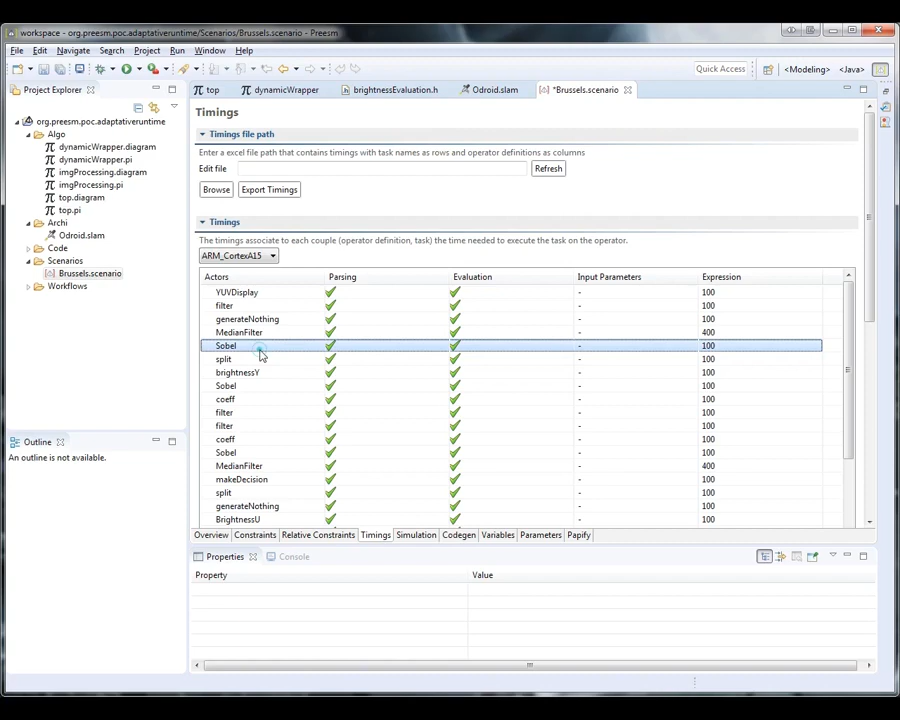 workspace - org.preesm.poc.adaptativeruntime/Scenarios/Brussels.scenario - Preesm
File Edit Navigate Search Project Run Window Help
Quick Access <Modeling> <Java>
Project Explorer
org.preesm.poc.adaptativeruntime
Algo
dynamicWrapper.diagram
dynamicWrapper.pi
imgProcessing.diagram
imgProcessing.pi
top.diagram
top.pi
Archi
Odroid.slam
Code
Scenarios
Brussels.scenario
Workflows
Outline
An outline is not available.
top dynamicWrapper brightnessEvaluation.h Odroid.slam *Brussels.scenario
Timings
Timings file path
Enter a excel file path that contains timings with task names as rows and operator definitions as columns
Edit file Refresh
Browse Export Timings
Timings
The timings associate to each couple (operator definition, task) the time needed to execute the task on the operator.
ARM_CortexA15
Actors Parsing Evaluation Input Parameters Expression
YUVDisplay - 100
filter - 100
generateNothing - 100
MedianFilter - 400
Sobel - 100
split - 100
brightnessY - 100
Sobel - 100
coeff - 100
filter - 100
filter - 100
coeff - 100
Sobel - 100
MedianFilter - 400
makeDecision - 100
split - 100
generateNothing - 100
BrightnessU - 100
Overview Constraints Relative Constraints Timings Simulation Codegen Variables Parameters Papify
Properties Console
Property Value